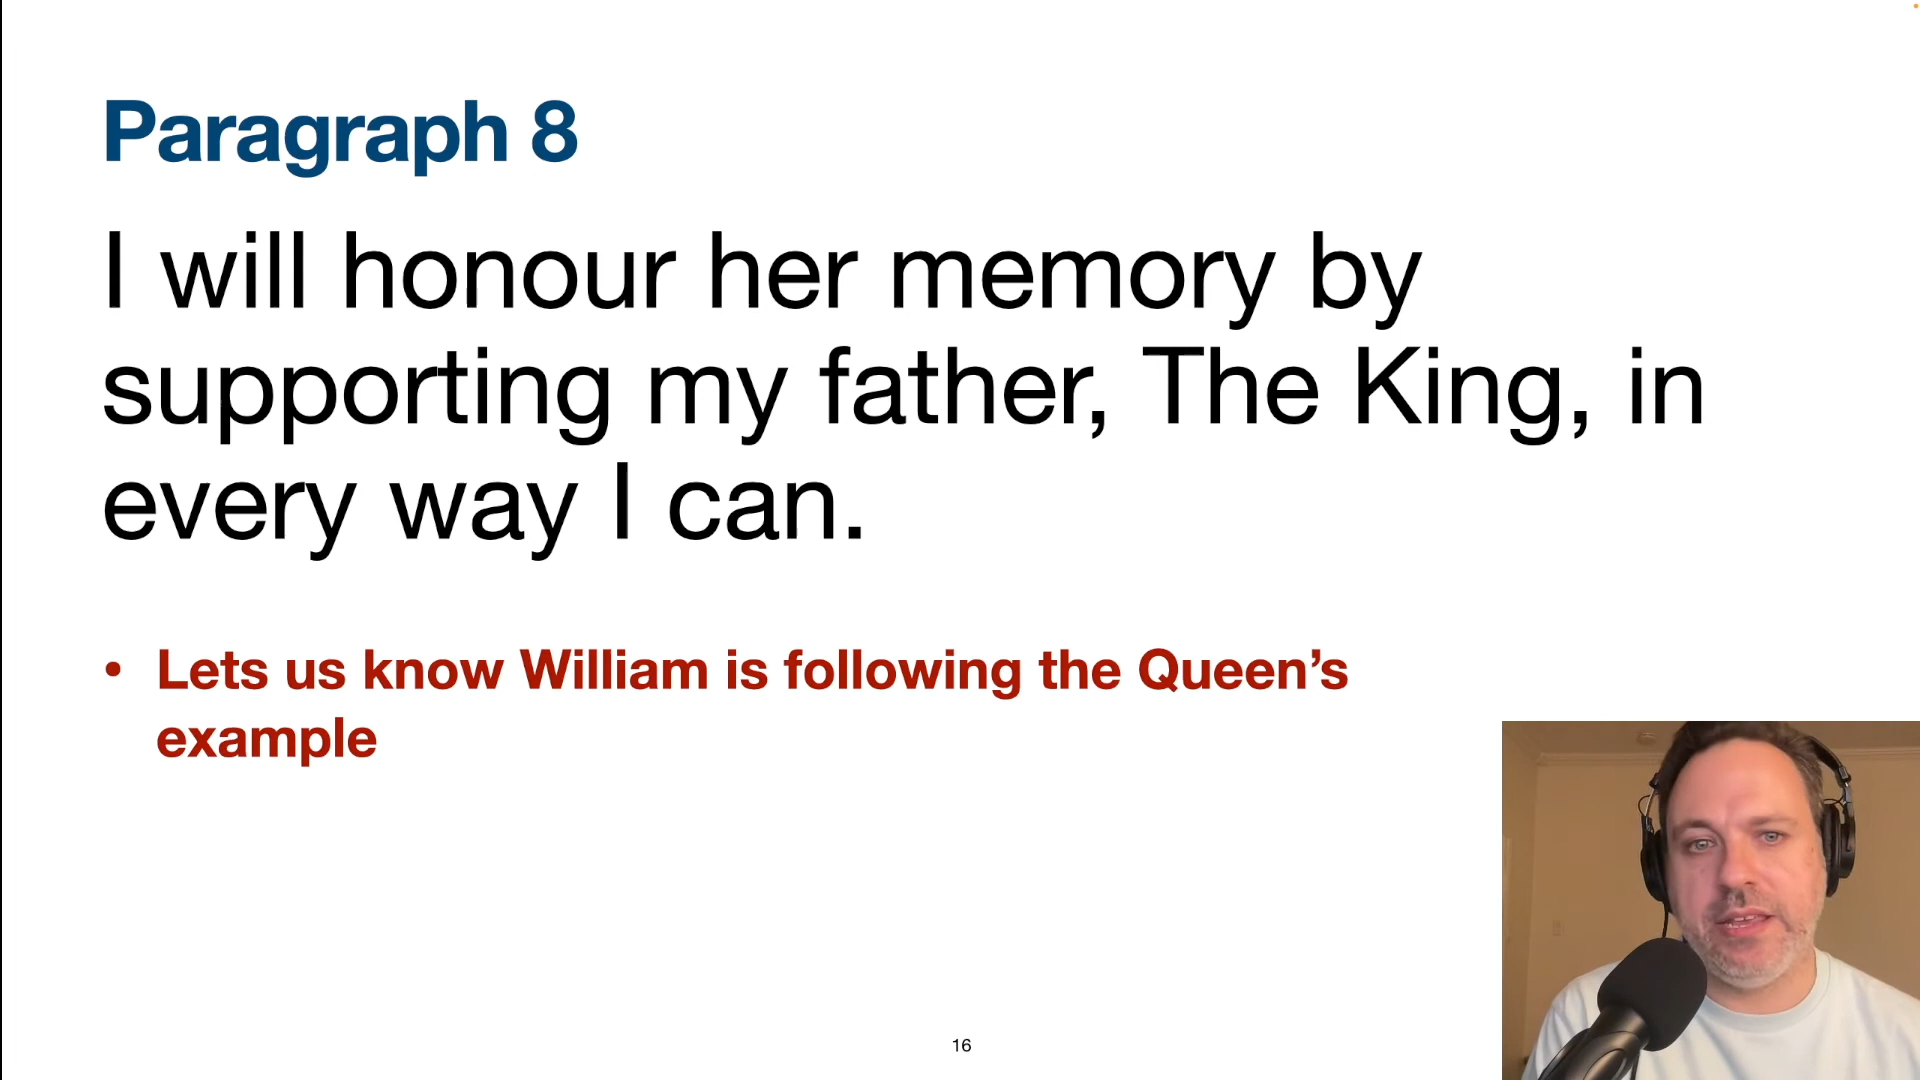 Paragraph 8
I will honour her memory by
supporting my father, The King, in
every way I can.
• Lets us know William is following the Queen’s
example
16